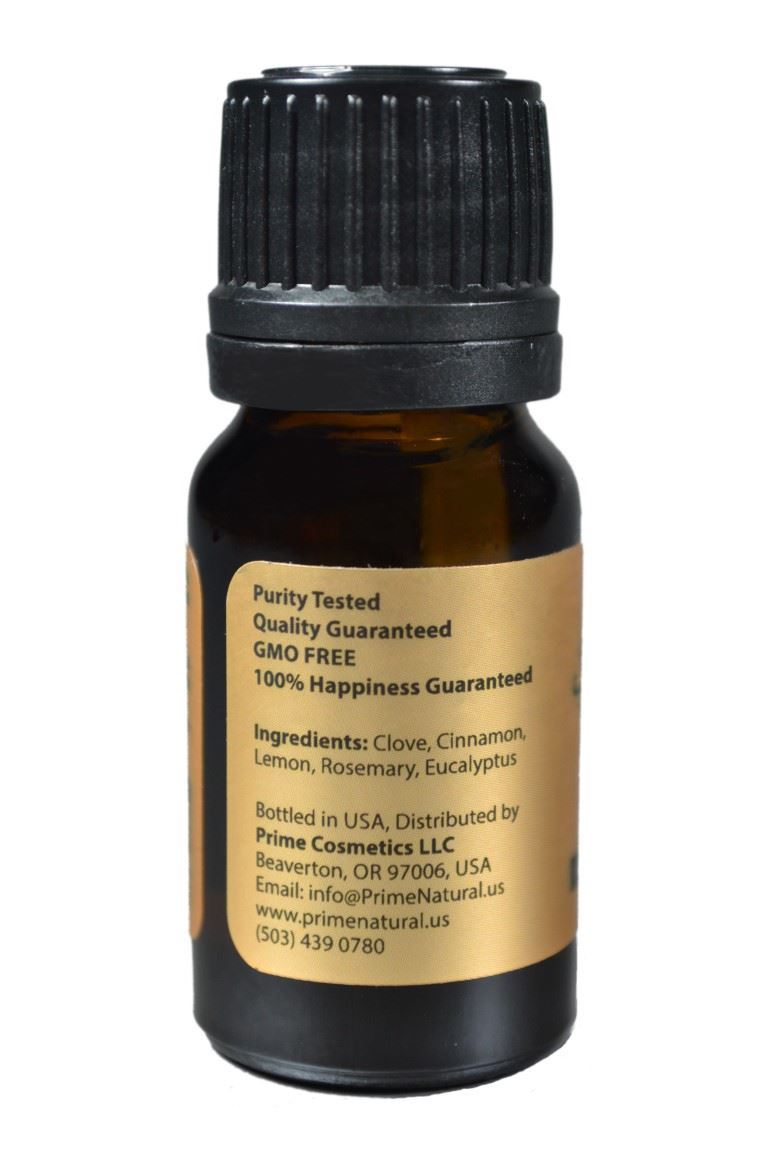 Purity Tested
Quality Guaranteed
GMO FREE
100% Happiness Guaranteed
Ingredients: Clove, Cinnamon,
Lemon, Rosemary, Eucalyptus
Bottled in USA, Distributed by
Prime Cosmetics LLC
Beaverton, OR 97006, USA
Email: info@PrimeNatural.us
www.primenatural.us
(503) 439 0780